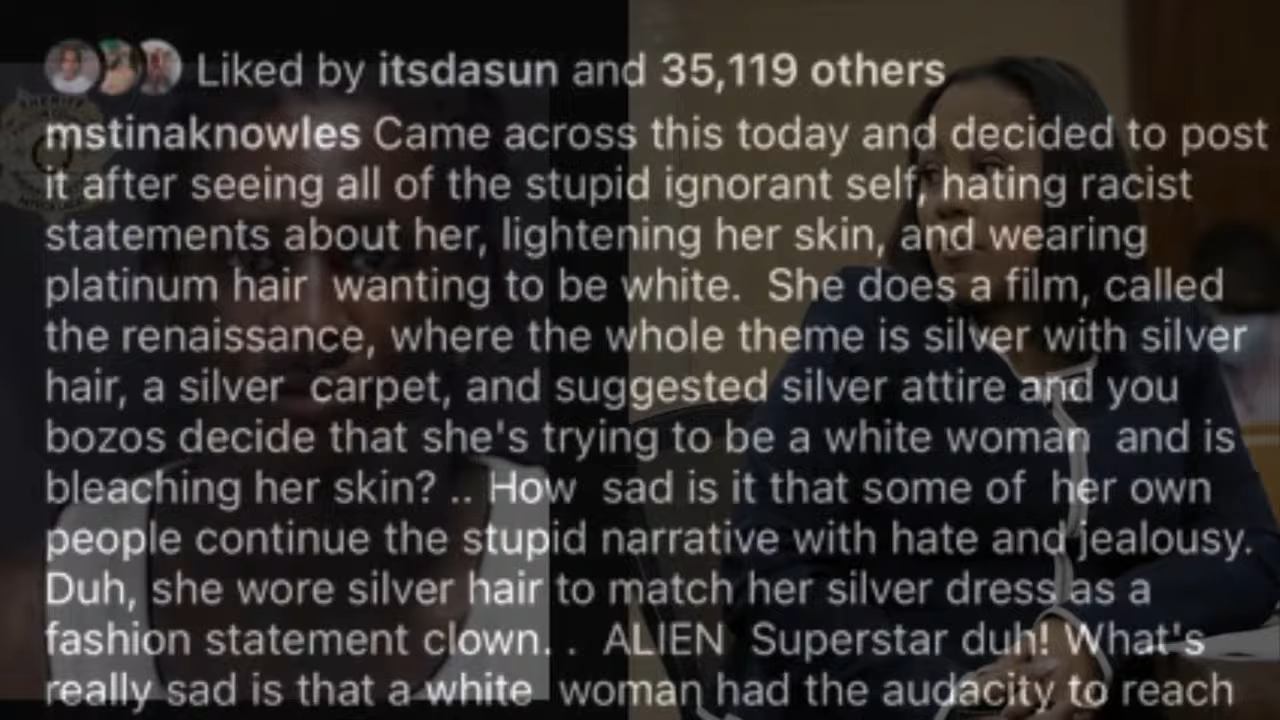 Liked by itsdasun and 35,119 others
mstinaknowles Came across this today and decided to post
it after seeing all of the stupid ignorant self, hating racist
statements about her, lightening her skin, and wearing
platinum hair  wanting to be white.  She does a film, called
the renaissance, where the whole theme is silver with silver
hair, a silver  carpet, and suggested silver attire and you
bozos decide that she's trying to be a white woman  and is
bleaching her skin? .. How  sad is it that some of  her own
people continue the stupid narrative with hate and jealousy.
Duh, she wore silver hair to match her silver dress as a
fashion statement clown. .  ALIEN  Superstar duh! What's
really sad is that a white  woman had the audacity to reach
SHERIFF